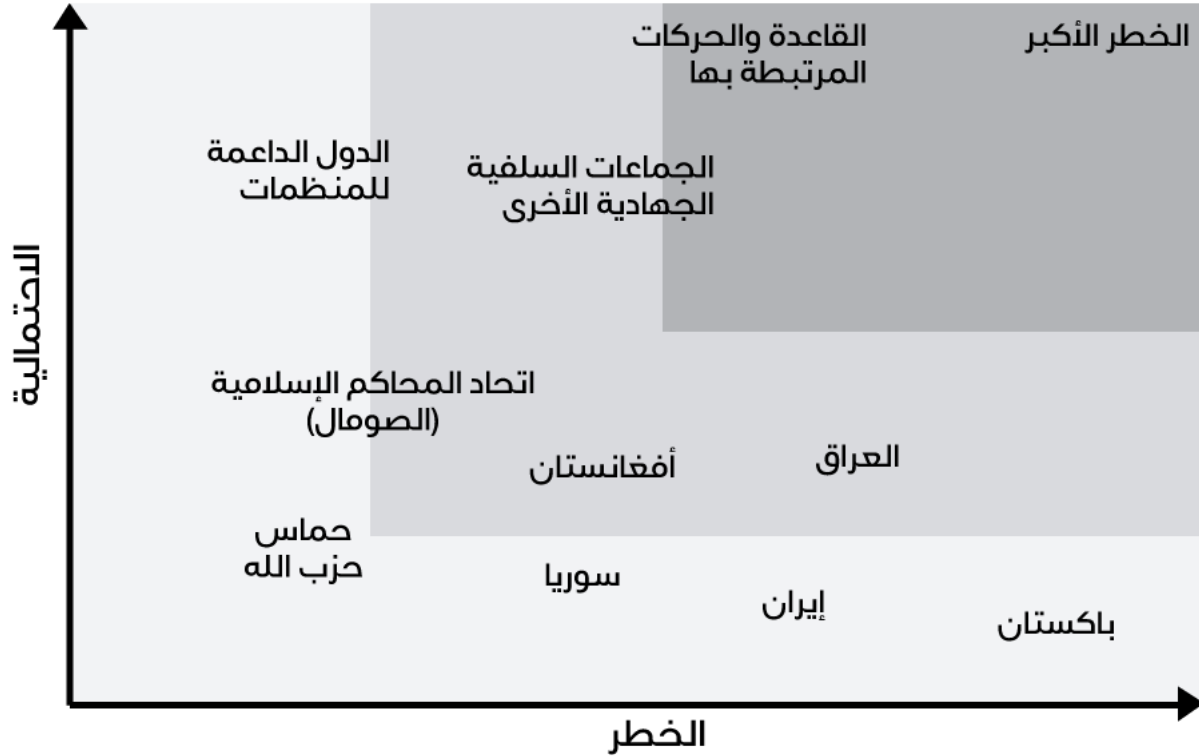 الخطر الأكبر
القاعدة والحركات
المرتبطة بها
الجماعات السلفية
الجهادية الأخرى
الدول الداعمة
للمنظمات
اتحاد المحاكم الإسلامية
(الصومال)
العراق
أفغانستان
حماس
حزب الله
سوريا
إيران
باكستان
الاحتمالية
الخطر